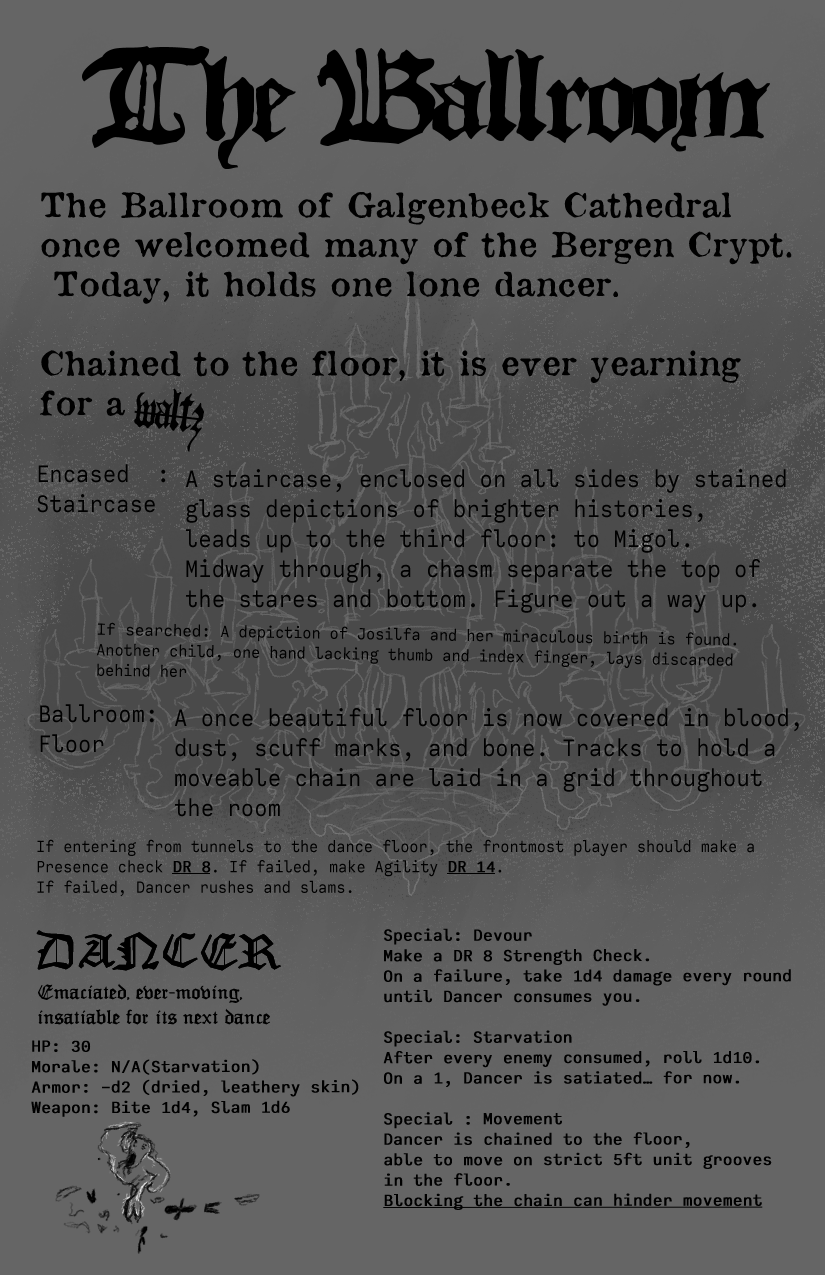 The Ballroom
The Ballroom of Galgenbeck Cathedral
once welcomed many of the Bergen Crypt.
Today, it holds one lone dancer.
Chained to the floor, it is ever yearning
for a waltz
Encased : A staircase, enclosed on all sides by stained
Staircase glass depictions of brighter histories,
leads up to the third floor: to Migol.
Midway through, a chasm separate the top of
the stares and bottom. Figure out a way up.
If searched: A depiction of Josilfa and her miraculous birth is found.
Another child, one hand lacking thumb and index finger, lays discarded
behind her
Ballroom: A once beautiful floor is now covered in blood,
Floor dust, scuff marks, and bone. Tracks to hold a
moveable chain are laid in a grid throughout
the room
If entering from tunnels to the dance floor, the frontmost player should make a
Presence check DR 8. If failed, make Agility DR 14.
If failed, Dancer rushes and slams.
DANCER
Emaciated, ever-moving,
insatiable for its next dance
HP: 30
Morale: N/A(Starvation)
Armor: -d2 (dried, leathery skin)
Weapon: Bite 1d4, Slam 1d6
Special: Devour
Make a DR 8 Strength Check.
On a failure, take 1d4 damage every round
until Dancer consumes you.
Special: Starvation
After every enemy consumed, roll 1d10.
On a 1, Dancer is satiated… for now.
Special : Movement
Dancer is chained to the floor,
able to move on strict 5ft unit grooves
in the floor.
Blocking the chain can hinder movement